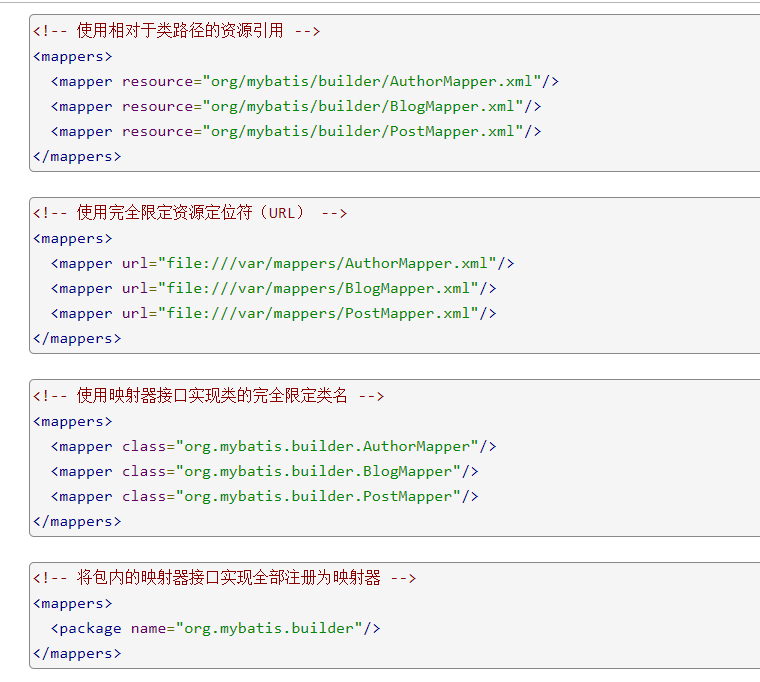 <!-- 使用相对于类路径的资源引用 -->
<mappers>
  <mapper resource="org/mybatis/builder/AuthorMapper.xml"/>
  <mapper resource="org/mybatis/builder/BlogMapper.xml"/>
  <mapper resource="org/mybatis/builder/PostMapper.xml"/>
</mappers>
<!-- 使用完全限定资源定位符（URL） -->
<mappers>
  <mapper url="file:///var/mappers/AuthorMapper.xml"/>
  <mapper url="file:///var/mappers/BlogMapper.xml"/>
  <mapper url="file:///var/mappers/PostMapper.xml"/>
</mappers>
<!-- 使用映射器接口实现类的完全限定类名 -->
<mappers>
  <mapper class="org.mybatis.builder.AuthorMapper"/>
  <mapper class="org.mybatis.builder.BlogMapper"/>
  <mapper class="org.mybatis.builder.PostMapper"/>
</mappers>
<!-- 将包内的映射器接口实现全部注册为映射器 -->
<mappers>
  <package name="org.mybatis.builder"/>
</mappers>